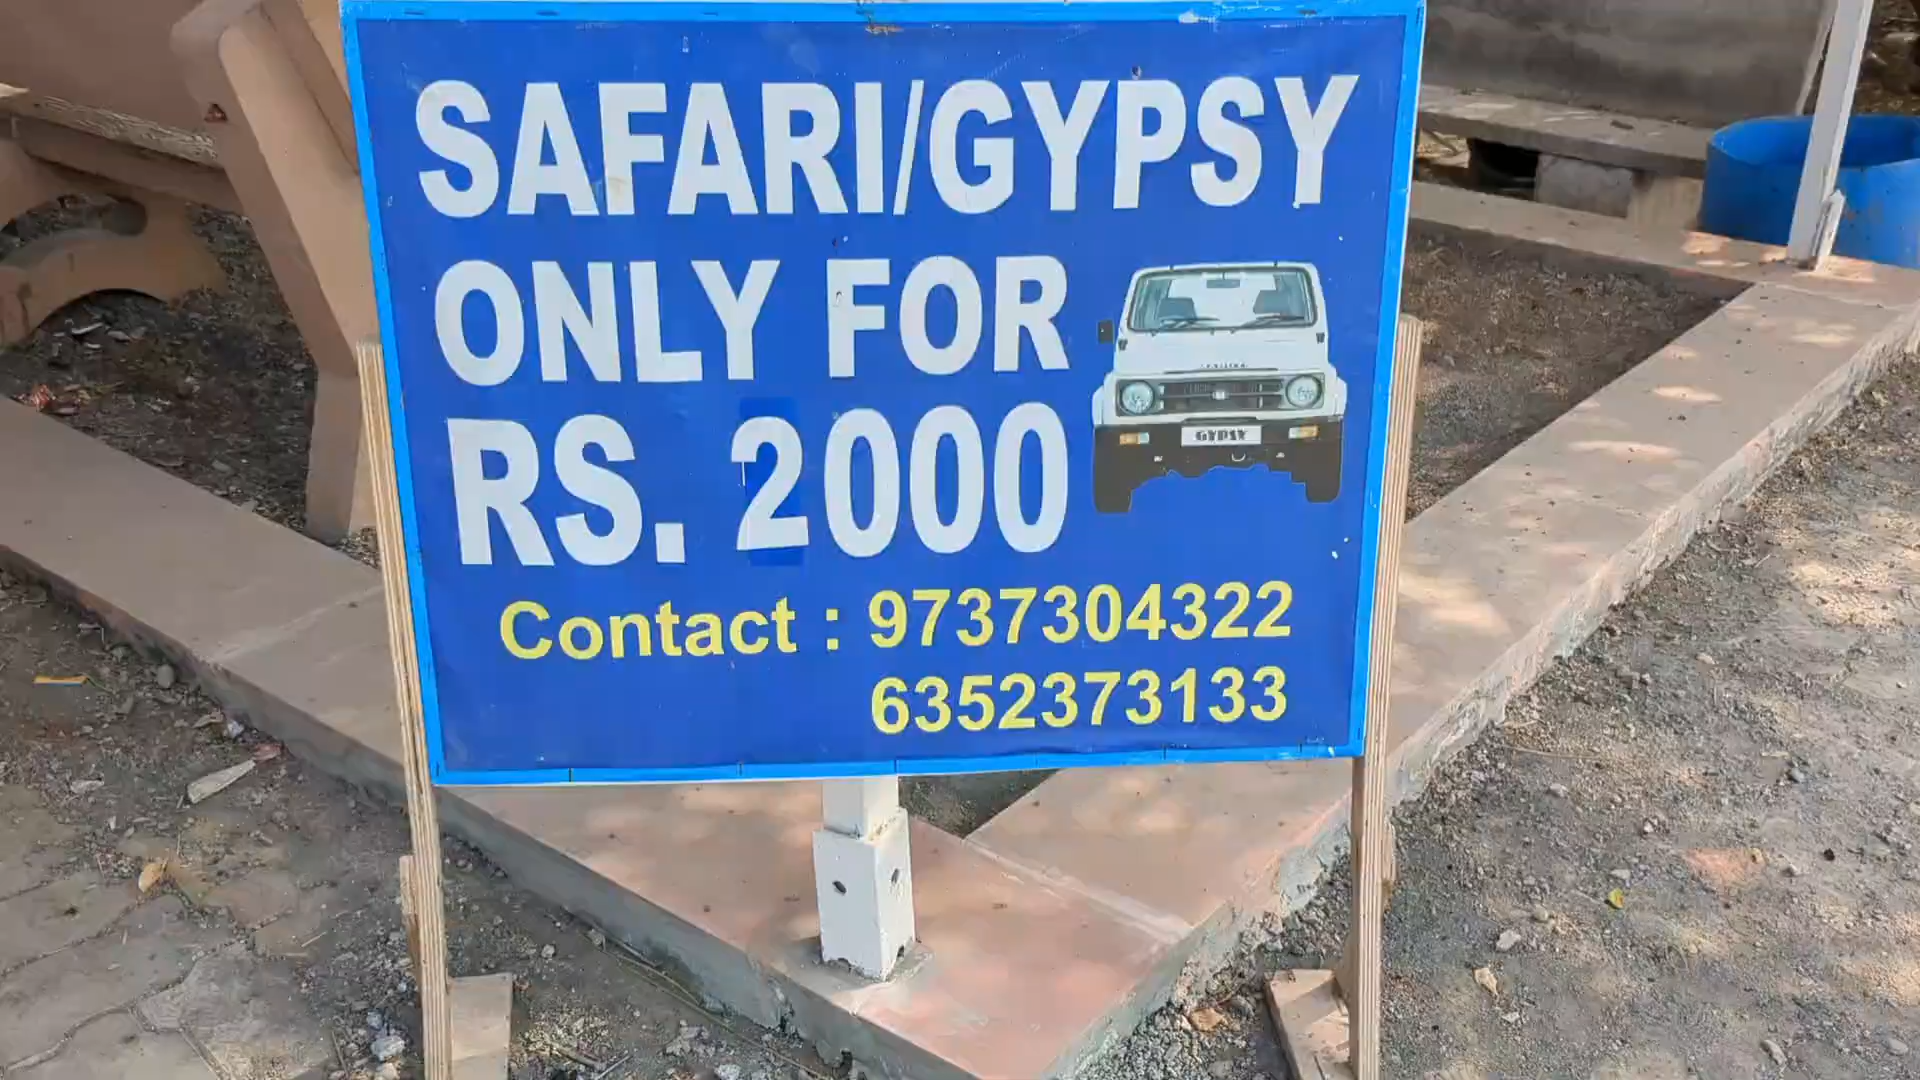 SAFARI/GYPSY
ONLY FOR
RS. 2000
GYPSY
Contact : 9737304322
6352373133